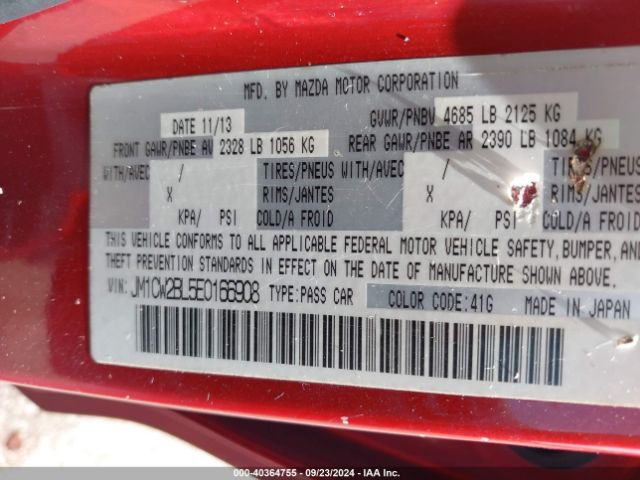 MFD. BY MAZDA MOTOR CORPORATION
DATE 11/13 GVWR/PNBV 4685 LB 2125 KG
FRONT GAWR/PNBE AV 2328 LB 1056 KG REAR GAWR/PNBE AR 2390 LB 1084 KG
WITH/AVEC / TIRES/PNEUS WITH/AVEC / TIRES/PNEUS
X RIMS/JANTES X RIMS/JANTES
KPA/ PSI COLD/A FROID KPA/ PSI COLD/A FROID
THIS VEHICLE CONFORMS TO ALL APPLICABLE FEDERAL MOTOR VEHICLE SAFETY, BUMPER, AND
THEFT PREVENTION STANDARDS IN EFFECT ON THE DATE OF MANUFACTURE SHOWN ABOVE.
VIN: JM1CW2BL5E0166908 TYPE:PASS CAR COLOR CODE:41G MADE IN JAPAN
000-40364755 - 09/23/2024 - IAAI.COM